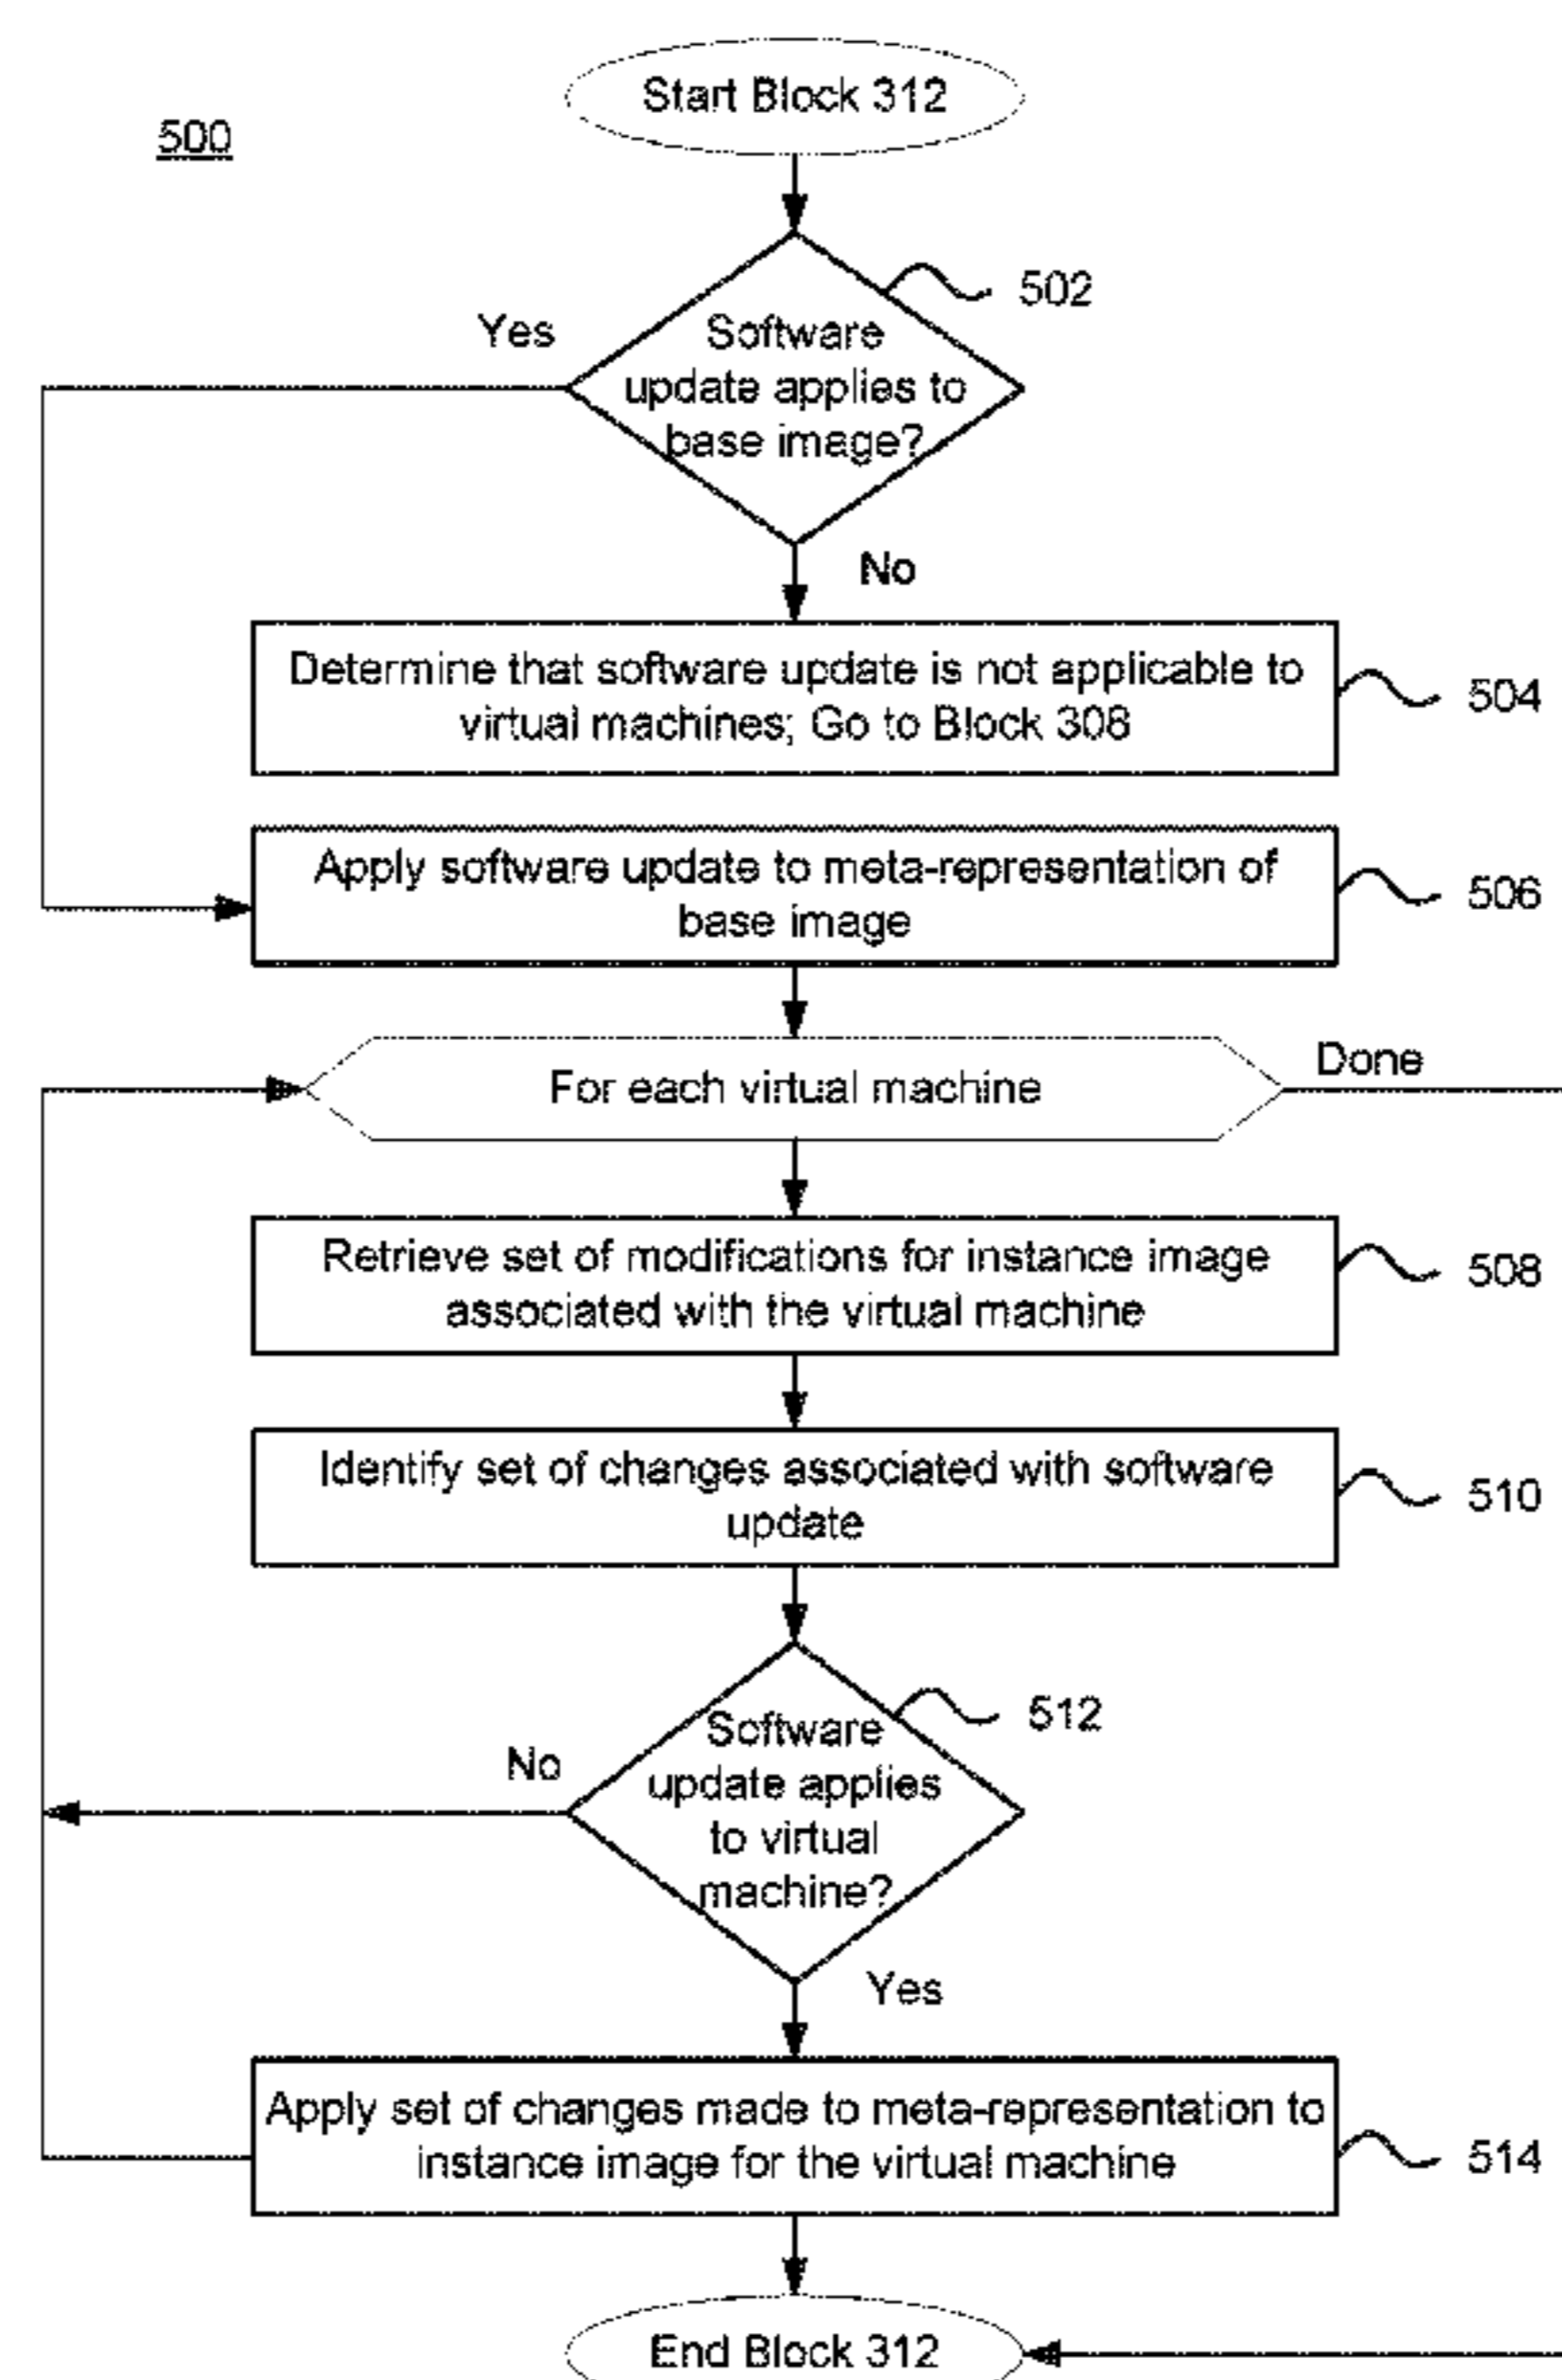 Start Block 312
500
502
Yes
Software
update applies to
base image?
No
Determine that software update is not applicable to
virtual machines; Go to Block 308
504
Apply software update to meta-representation of
base image
506
For each virtual machine
Done
Retrieve set of modifications for instance image
associated with the virtual machine
508
Identify set of changes associated with software
update
510
512
Software
update applies
to virtual
machine?
No
Yes
Apply set of changes made to meta-representation to
instance image for the virtual machine
514
End Block 312